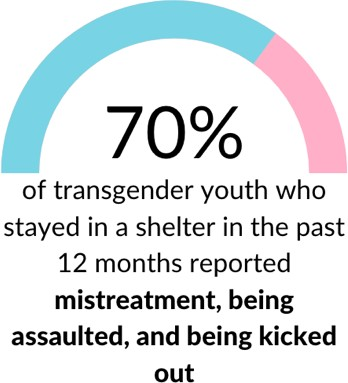 70%
of transgender youth who
stayed in a shelter in the past
12 months reported
mistreatment, being
assaulted, and being kicked
out